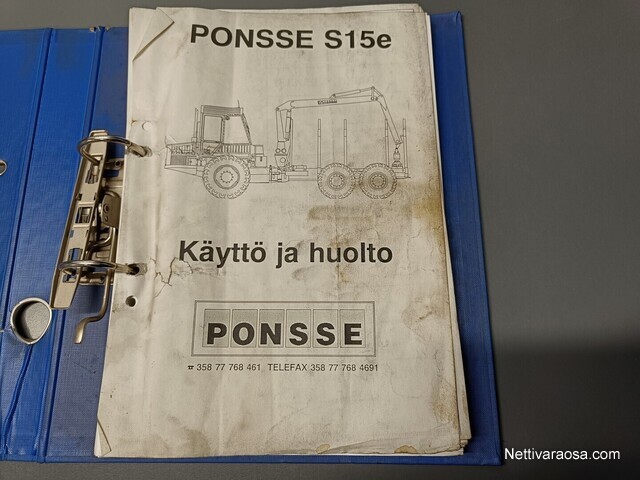 PONSSE S15e
Käyttö ja huolto
PONSSE
☎ 358 77 768 461 TELEFAX 358 77 768 4691
Nettivaraosa.com